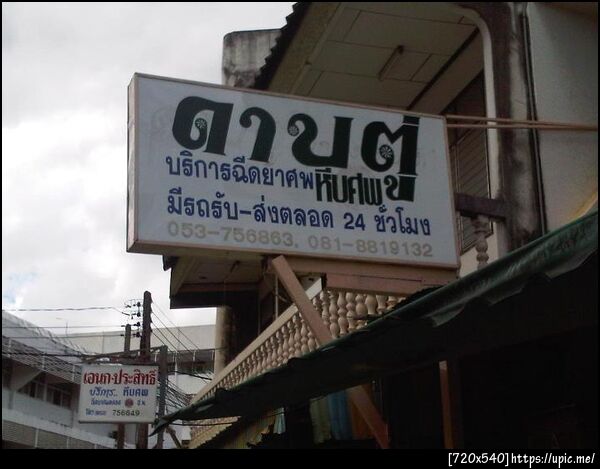 ดาบตู่
บริการฉีดยาศพ หีบศพ
มีรถรับ-ส่งตลอด 24 ชั่วโมง
053-756863, 081-8819132
เอนก-ประสิทธิ์
บริการ.. หีบศพ
756649
[720x540]https://upic.me/